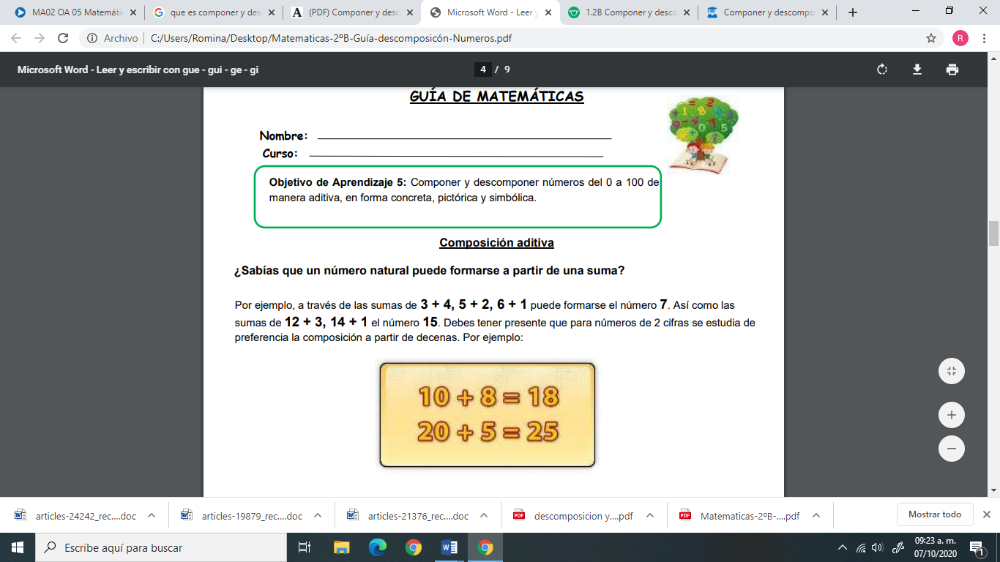 MA02 OA 05 Matemátic
que es componer y des
(PDF) Componer y desc
Microsoft Word - Leer y
1.2B Componer y desco
Componer y descompo
Archivo C:/Users/Romina/Desktop/Matematicas-2ºB-Guía-descomposicón-Numeros.pdf
R
Microsoft Word - Leer y escribir con gue - gui - ge - gi
4 / 9
GUÍA DE MATEMÁTICAS
Nombre:
Curso:
Objetivo de Aprendizaje 5: Componer y descomponer números del 0 a 100 de
manera aditiva, en forma concreta, pictórica y simbólica.
Composición aditiva
¿Sabías que un número natural puede formarse a partir de una suma?
Por ejemplo, a través de las sumas de 3 + 4, 5 + 2, 6 + 1 puede formarse el número 7. Así como las
sumas de 12 + 3, 14 + 1 el número 15. Debes tener presente que para números de 2 cifras se estudia de
preferencia la composición a partir de decenas. Por ejemplo:
10 + 8 = 18
20 + 5 = 25
articles-24242_rec....doc
articles-19879_rec....doc
articles-21376_rec....doc
descomposicion y....pdf
Matematicas-2ºB-....pdf
Mostrar todo
Escribe aquí para buscar
09:23 a. m.
07/10/2020
1